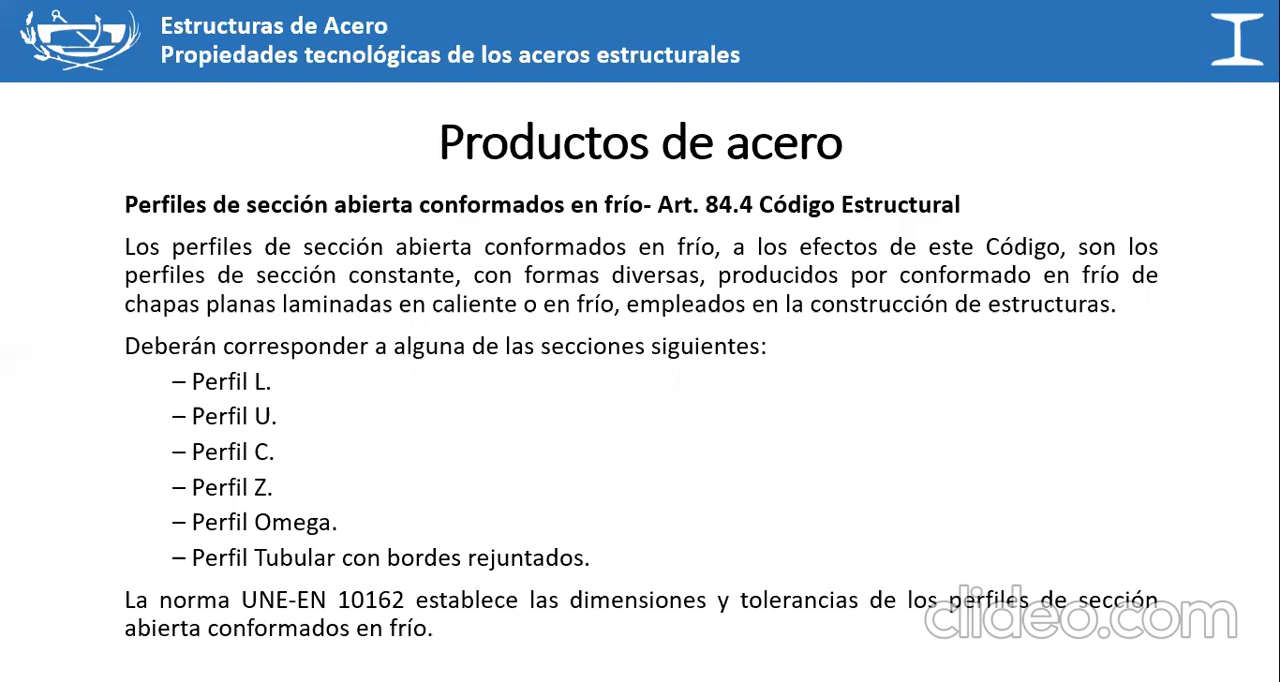 Estructuras de Acero
Propiedades tecnológicas de los aceros estructurales
Productos de acero
Perfiles de sección abierta conformados en frío- Art. 84.4 Código Estructural
Los perfiles de sección abierta conformados en frío, a los efectos de este Código, son los
perfiles de sección constante, con formas diversas, producidos por conformado en frío de
chapas planas laminadas en caliente o en frío, empleados en la construcción de estructuras.
Deberán corresponder a alguna de las secciones siguientes:
– Perfil L.
– Perfil U.
– Perfil C.
– Perfil Z.
– Perfil Omega.
– Perfil Tubular con bordes rejuntados.
La norma UNE-EN 10162 establece las dimensiones y tolerancias de los perfiles de sección
abierta conformados en frío.
clideo.com